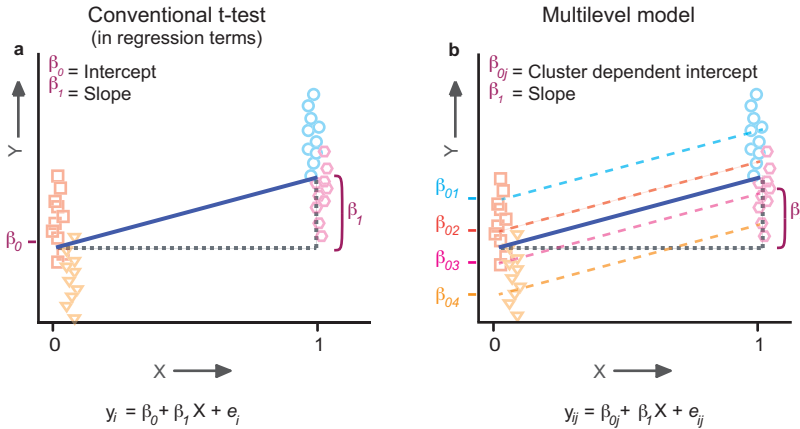 Conventional t-test
(in regression terms)
a
β0 = Intercept
β1 = Slope
Y
β0
β1
0
1
X
yi = β0 + β1 X + ei
Multilevel model
b
β0j = Cluster dependent intercept
β1 = Slope
Y
β01
β02
β03
β04
β
0
1
X
yij = β0j + β1 X + eij